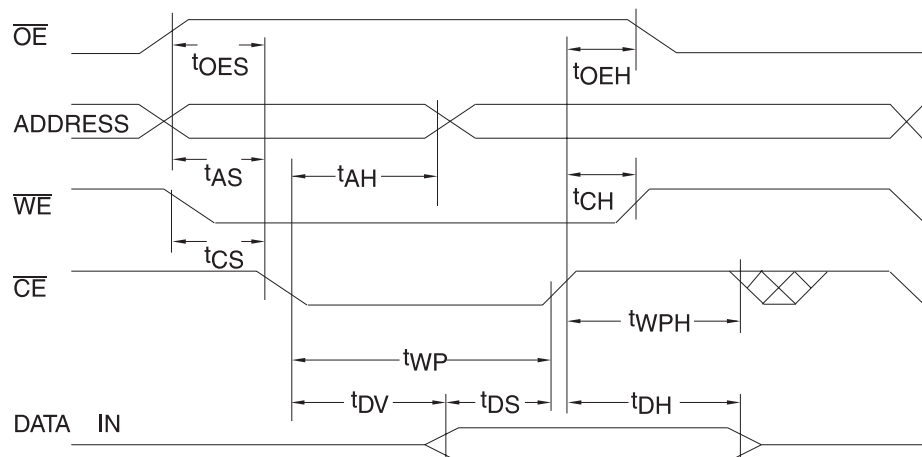 OE
tOES
tOEH
ADDRESS
tAS
tAH
WE
tCH
tCS
CE
tWPH
tWP
tDV
tDS
tDH
DATA IN